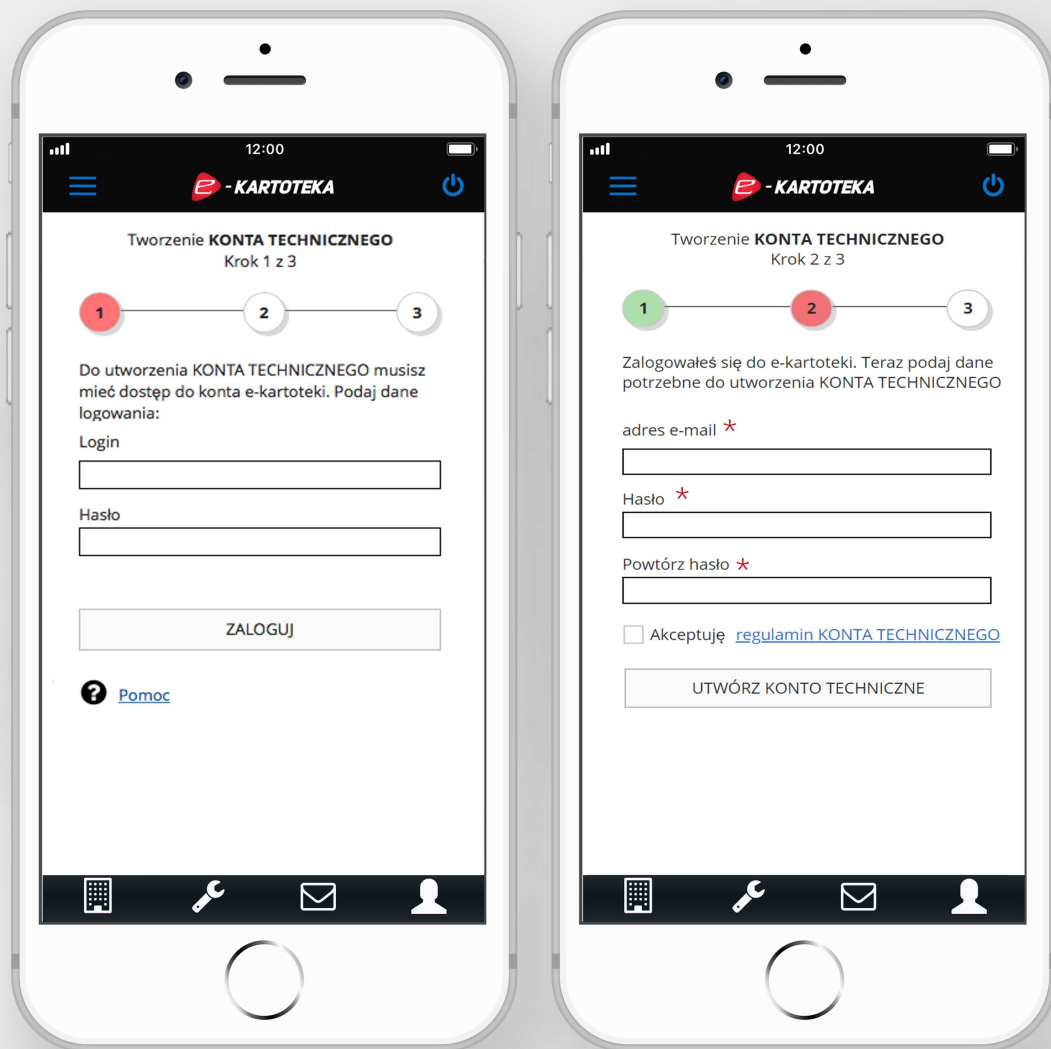 12:00
e - KARTOTEKA
Tworzenie KONTA TECHNICZNEGO
Krok 1 z 3
1
2
3
Do utworzenia KONTA TECHNICZNEGO musisz
mieć dostęp do konta e-kartoteki. Podaj dane
logowania:
Login
Hasło
ZALOGUJ
? Pomoc
12:00
e - KARTOTEKA
Tworzenie KONTA TECHNICZNEGO
Krok 2 z 3
1
2
3
Zalogowałeś się do e-kartoteki. Teraz podaj dane
potrzebne do utworzenia KONTA TECHNICZNEGO
adres e-mail *
Hasło *
Powtórz hasło *
Akceptuję regulamin KONTA TECHNICZNEGO
UTWÓRZ KONTO TECHNICZNE